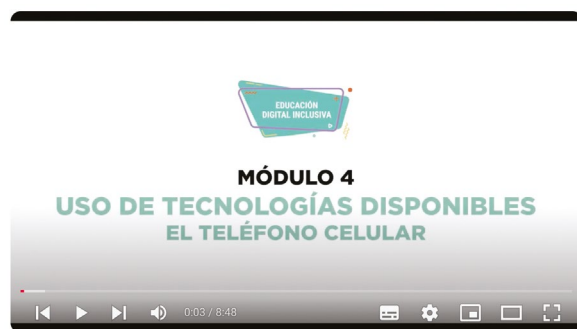 EDUCACIÓN
DIGITAL INCLUSIVA
MÓDULO 4
USO DE TECNOLOGÍAS DISPONIBLES
EL TELÉFONO CELULAR
0:03 / 8:48